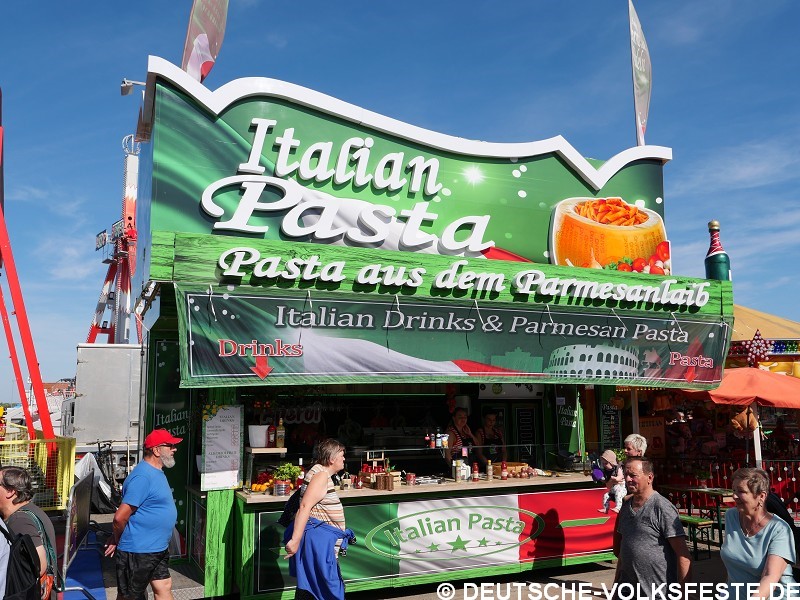 Italian
Pasta
Pasta aus dem Parmesanlaib
Italian Drinks & Parmesan Pasta
Drinks
Pasta
Italian Pasta
© DEUTSCHE-VOLKSFESTE.DE